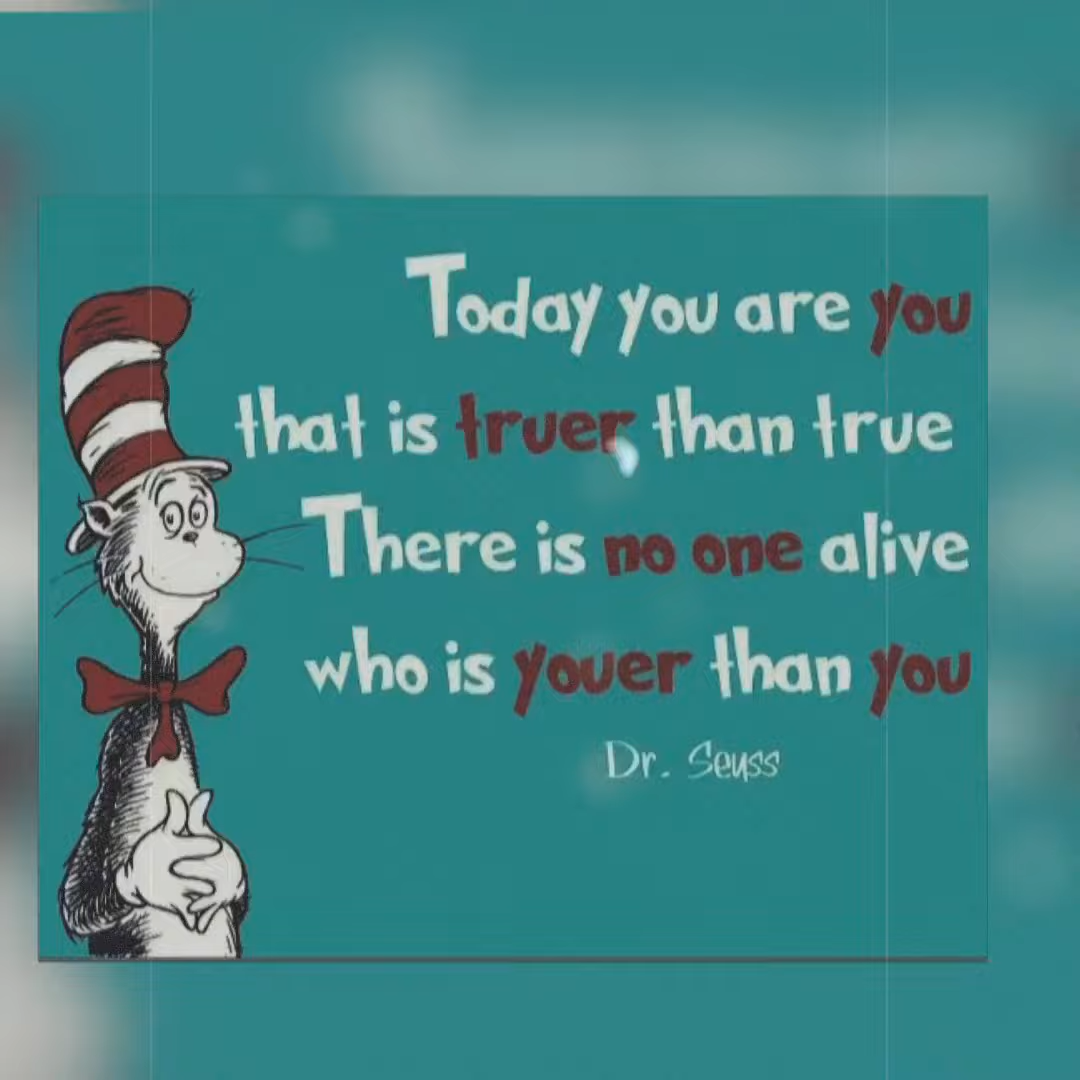 Today you are you
that is truer than true
There is no one alive
who is youer than you
Dr. Seuss